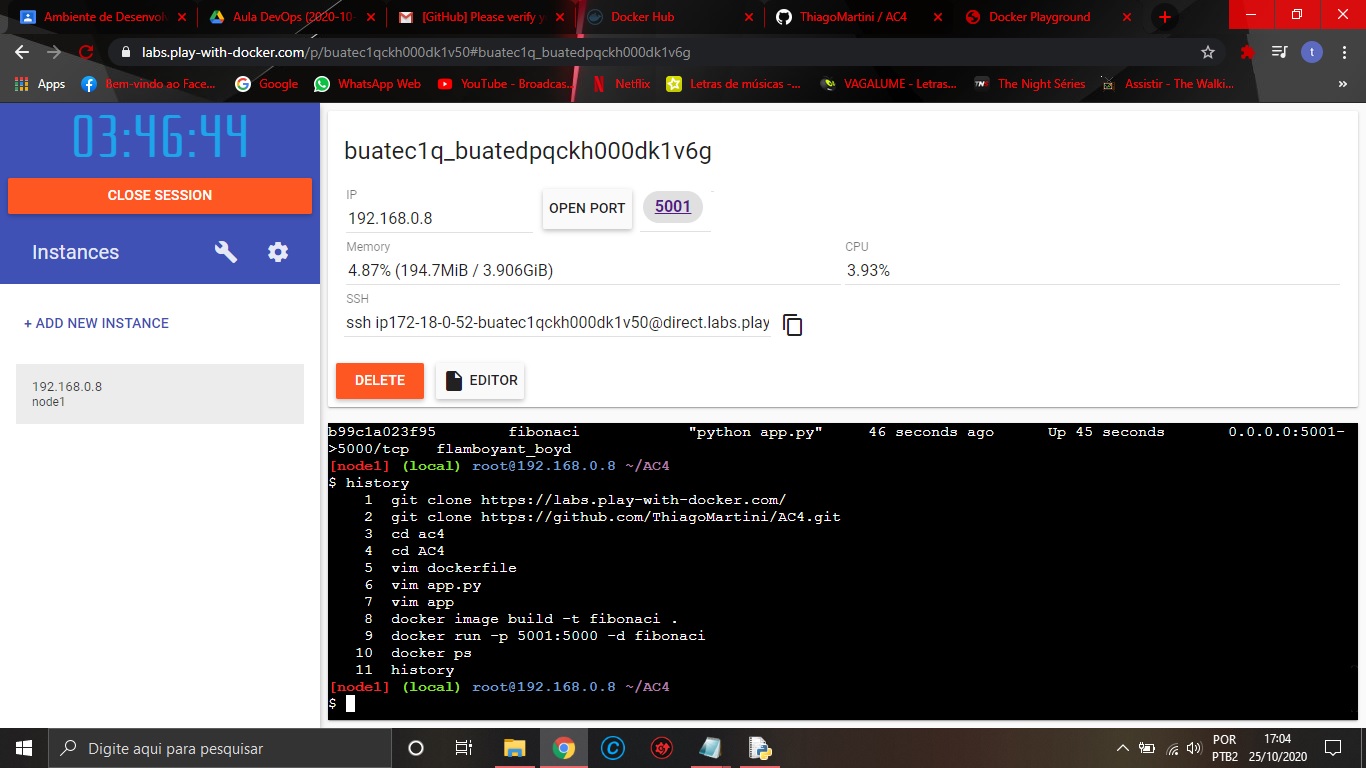 Ambiente de Desenvol
Aula DevOps (2020-10-
[GitHub] Please verify y
Docker Hub
ThiagoMartini / AC4
Docker Playground
labs.play-with-docker.com/p/buatec1qckh000dk1v50#buatec1q_buatedpqckh000dk1v6g
t
Apps
Bem-vindo ao Face...
Google
WhatsApp Web
YouTube - Broadcas...
Netflix
Letras de músicas -...
VAGALUME - Letras...
The Night Séries
Assistir - The Walki...
»
03:46:44
CLOSE SESSION
Instances
+ ADD NEW INSTANCE
192.168.0.8
node1
buatec1q_buatedpqckh000dk1v6g
IP
192.168.0.8
OPEN PORT
5001
Memory
4.87% (194.7MiB / 3.906GiB)
CPU
3.93%
SSH
ssh ip172-18-0-52-buatec1qckh000dk1v50@direct.labs.play
DELETE
EDITOR
b99c1a023f95 fibonaci "python app.py" 46 seconds ago Up 45 seconds 0.0.0.0:5001-
>5000/tcp flamboyant_boyd
[node1] (local) root@192.168.0.8 ~/AC4
$ history
1 git clone https://labs.play-with-docker.com/
2 git clone https://github.com/ThiagoMartini/AC4.git
3 cd ac4
4 cd AC4
5 vim dockerfile
6 vim app.py
7 vim app
8 docker image build -t fibonaci .
9 docker run -p 5001:5000 -d fibonaci
10 docker ps
11 history
[node1] (local) root@192.168.0.8 ~/AC4
$
Digite aqui para pesquisar
POR
PTB2
17:04
25/10/2020